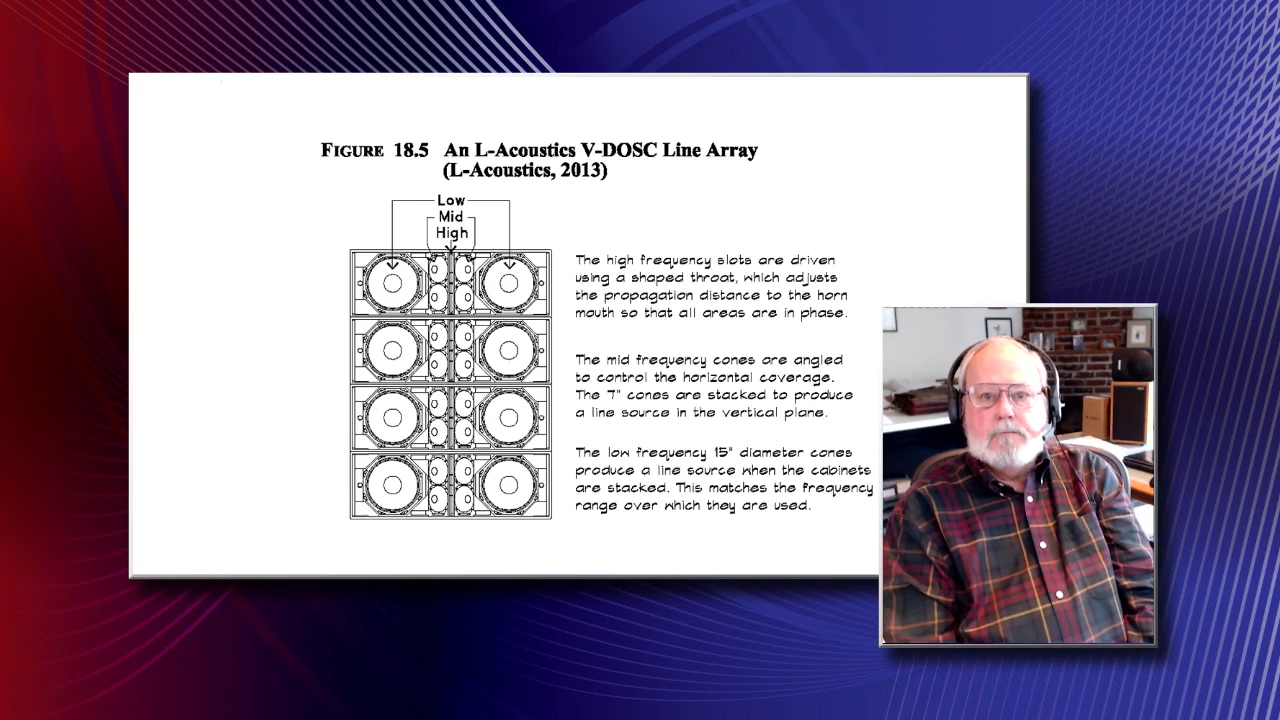 FIGURE 18.5 An L-Acoustics V-DOSC Line Array
(L-Acoustics, 2013)
Low
Mid
High
The high frequency slots are driven
using a shaped throat, which adjusts
the propagation distance to the horn
mouth so that all areas are in phase.
The mid frequency cones are angled
to control the horizontal coverage.
The 7" cones are stacked to produce
a line source in the vertical plane.
The low frequency 15" diameter cones
produce a line source when the cabinets
are stacked. This matches the frequency
range over which they are used.